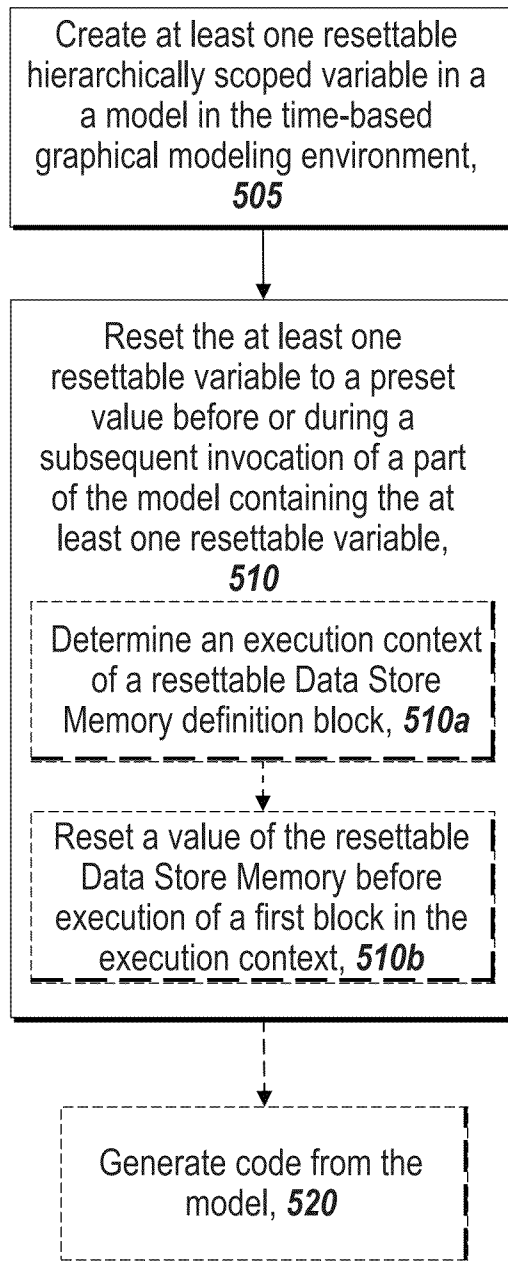 Create at least one resettable
hierarchically scoped variable in a
a model in the time-based
graphical modeling environment,
505
Reset the at least one
resettable variable to a preset
value before or during a
subsequent invocation of a part
of the model containing the at
least one resettable variable,
510
Determine an execution context
of a resettable Data Store
Memory definition block, 510a
Reset a value of the resettable
Data Store Memory before
execution of a first block in the
execution context, 510b
Generate code from the
model, 520